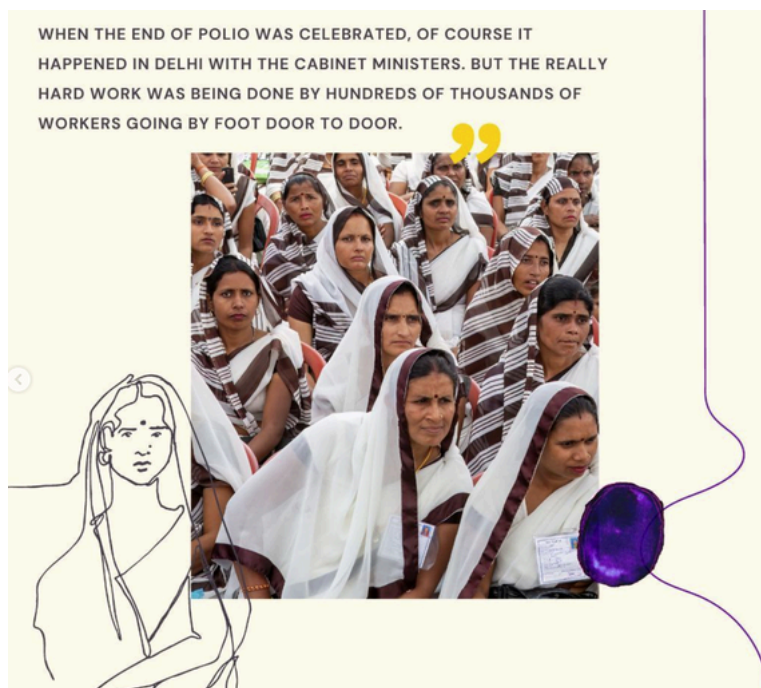 WHEN THE END OF POLIO WAS CELEBRATED, OF COURSE IT
HAPPENED IN DELHI WITH THE CABINET MINISTERS. BUT THE REALLY
HARD WORK WAS BEING DONE BY HUNDREDS OF THOUSANDS OF
WORKERS GOING BY FOOT DOOR TO DOOR.
”